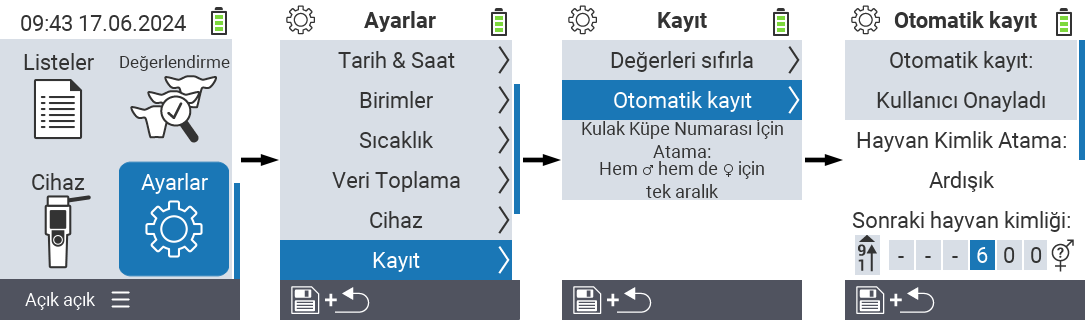 09:43 17.06.2024
Listeler
Değerlendirme
Cihaz
Ayarlar
Açık açık
Ayarlar
Tarih & Saat
Birimler
Sıcaklık
Veri Toplama
Cihaz
Kayıt
+
Kayıt
Değerleri sıfırla
Otomatik kayıt
Kulak Küpe Numarası İçin
Atama:
Hem ♂ hem de ♀ için
tek aralık
+
Otomatik kayıt
Otomatik kayıt:
Kullanıcı Onayladı
Hayvan Kimlik Atama:
Ardışık
Sonraki hayvan kimliği:
9 1 - - - 6 0 0 ?
+